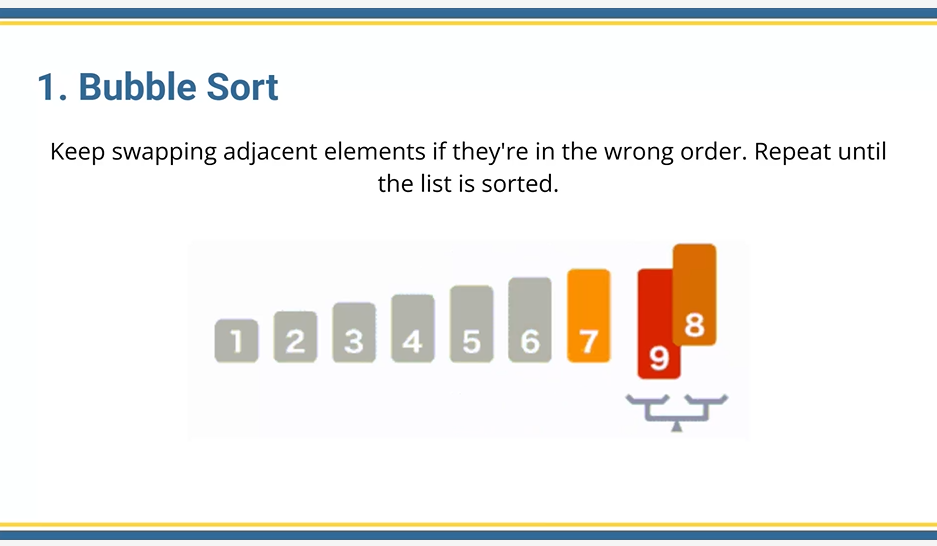 1. Bubble Sort
Keep swapping adjacent elements if they're in the wrong order. Repeat until
the list is sorted.
1 2 3 4 5 6 7 9 8